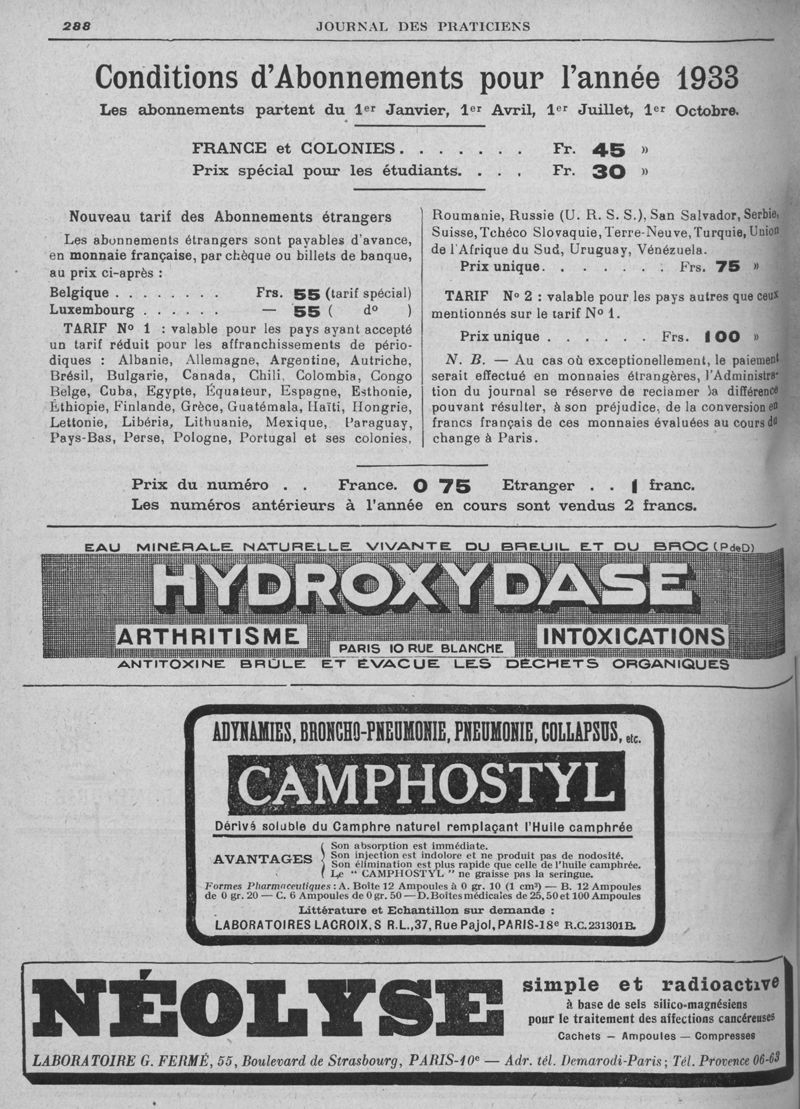 288
JOURNAL DES PRATICIENS
Conditions d'Abonnements pour l'année 1933
Les abonnements partent du 1er Janvier, 1er Avril, 1er Juillet, 1er Octobre.
FRANCE et COLONIES. . . . . . . Fr. 45 »
Prix spécial pour les étudiants. . . . Fr. 30 »
Nouveau tarif des Abonnements étrangers
Les abonnements étrangers sont payables d'avance,
en monnaie française, par chèque ou billets de banque,
au prix ci-après :
Belgique . . . . . . . . Frs. 55 (tarif spécial)
Luxembourg . . . . . . — 55 ( do )
TARIF No 1 : valable pour les pays ayant accepté
un tarif réduit pour les affranchissements de pério-
diques : Albanie, Allemagne, Argentine, Autriche,
Brésil, Bulgarie, Canada, Chili, Colombia, Congo
Belge, Cuba, Egypte, Équateur, Espagne, Esthonie,
Éthiopie, Finlande, Grèce, Guatémala, Haïti, Hongrie,
Lettonie, Libéria, Lithuanie, Mexique, Paraguay,
Pays-Bas, Perse, Pologne, Portugal et ses colonies,
Roumanie, Russie (U. R. S. S.), San Salvador, Serbie,
Suisse, Tchéco Slovaquie, Terre-Neuve, Turquie, Union
de l'Afrique du Sud, Uruguay, Vénézuela.
Prix unique. . . . . . . Frs. 75 »
TARIF No 2 : valable pour les pays autres que ceux
mentionnés sur le tarif No 1.
Prix unique . . . . . . Frs. 100 »
N. B. — Au cas où exceptionellement, le paiement
serait effectué en monnaies étrangères, l'Administra-
tion du journal se réserve de reclamer la différence
pouvant résulter, à son préjudice, de la conversion en
francs français de ces monnaies évaluées au cours du
change à Paris.
Prix du numéro . . France. 0 75 Etranger . . 1 franc.
Les numéros antérieurs à l'année en cours sont vendus 2 francs.
EAU MINÉRALE NATURELLE VIVANTE DU BREUIL ET DU BROC (P de D)
HYDROXYDASE
ARTHRITISME
PARIS 10 RUE BLANCHE
INTOXICATIONS
ANTITOXINE BRÛLE ET ÉVACUE LES DÉCHETS ORGANIQUES
ADYNAMIES, BRONCHO-PNEUMONIE, PNEUMONIE, COLLAPSUS, etc.
CAMPHOSTYL
Dérivé soluble du Camphre naturel remplaçant l'Huile camphrée
AVANTAGES
Son absorption est immédiate.
Son injection est indolore et ne produit pas de nodosité.
Son élimination est plus rapide que celle de l'huile camphrée.
Le " CAMPHOSTYL " ne graisse pas la seringue.
Formes Pharmaceutiques : A. Boîte 12 Ampoules à 0 gr. 10 (1 cm3) — B. 12 Ampoules
de 0 gr. 20 — C. 6 Ampoules de 0 gr. 50 — D. Boîtes médicales de 25, 50 et 100 Ampoules
Littérature et Echantillon sur demande :
LABORATOIRES LACROIX, S R.L., 37, Rue Pajol, PARIS-18e R.C. 231301B.
NÉOLYSE
simple et radioactive
à base de sels silico-magnésiens
pour le traitement des affections cancéreuses
Cachets — Ampoules — Compresses
LABORATOIRE G. FERMÉ, 55, Boulevard de Strasbourg, PARIS-10e — Adr. tél. Demarodi-Paris ; Tél. Provence 06-63